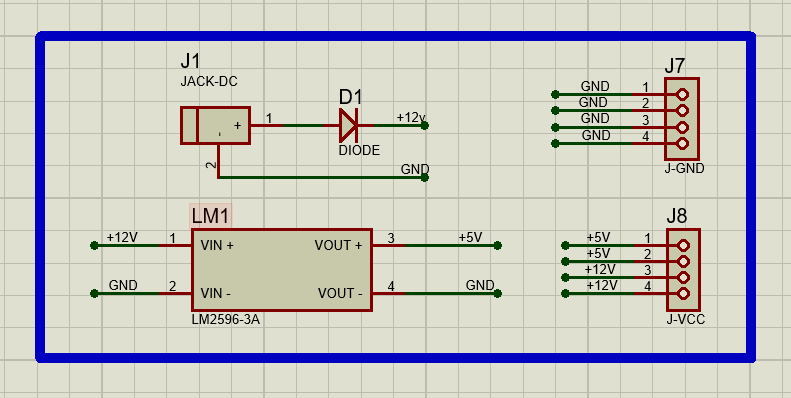 J1
JACK-DC
+
-
1
2
D1
DIODE
+12v
GND
J7
GND 1
GND 2
GND 3
GND 4
J-GND
LM1
+12V 1 VIN + VOUT + 3 +5V
GND 2 VIN - VOUT - 4 GND
LM2596-3A
J8
+5V 1
+5V 2
+12V 3
+12V 4
J-VCC